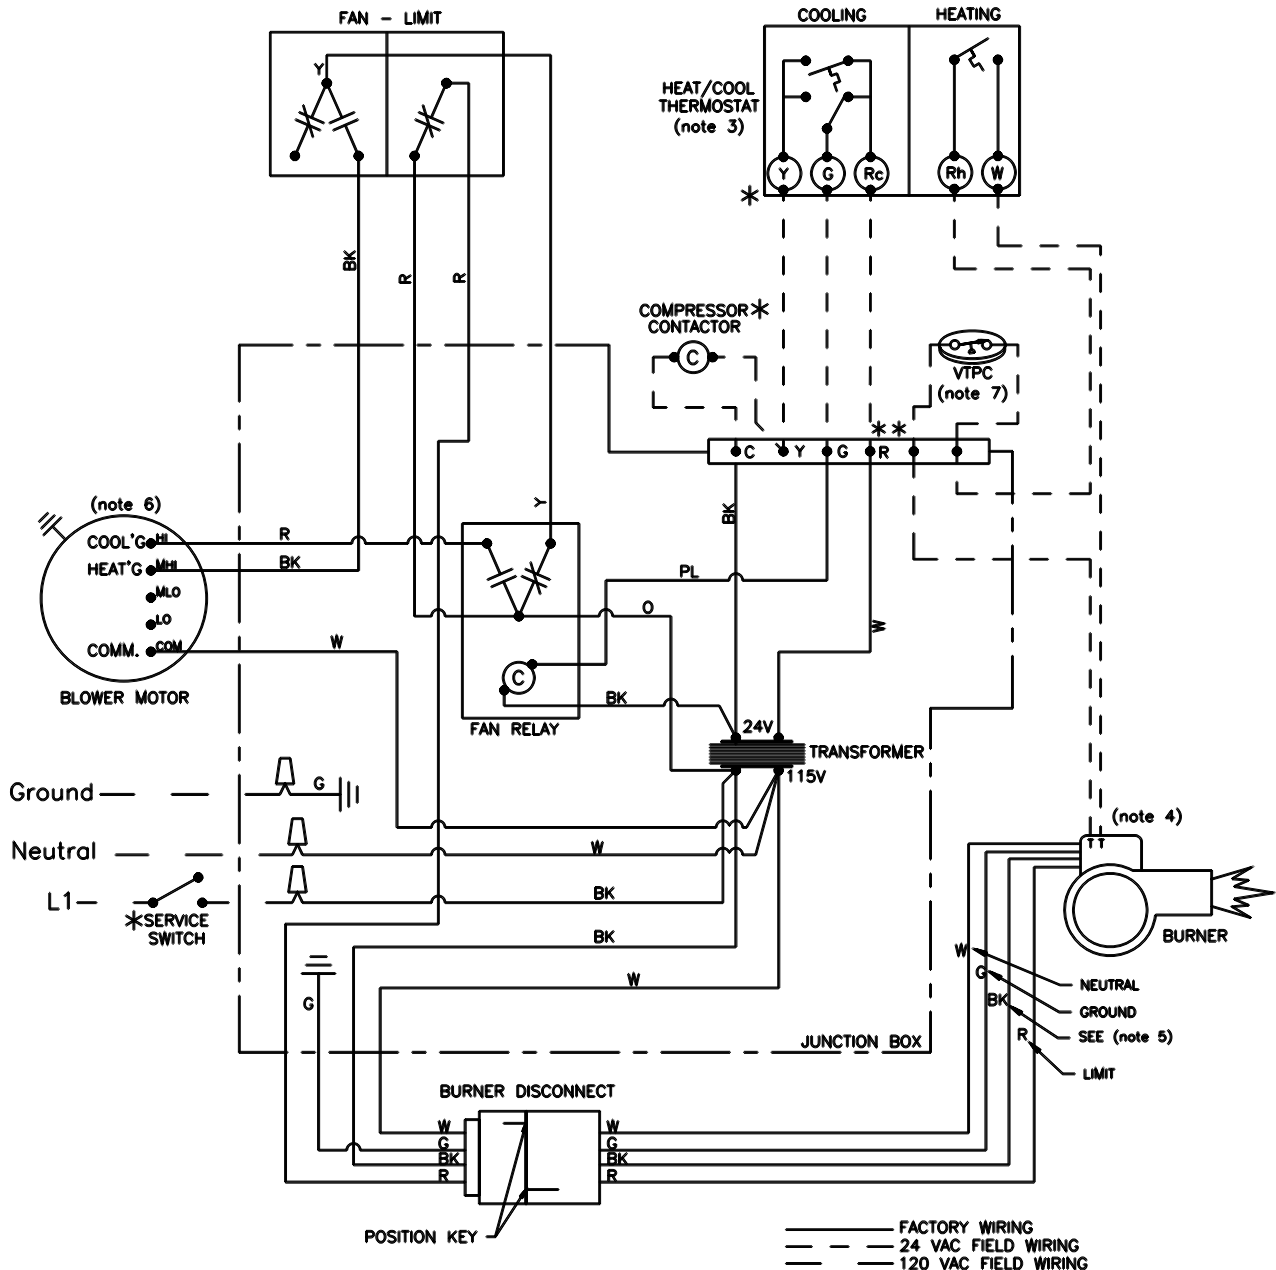 FAN - LIMIT
COOLING
HEATING
Y
HEAT/COOL
THERMOSTAT
(note 3)
Y
G
Rc
Rh
W
*
BK
R
R
COMPRESSOR*
CONTACTOR
C
VTPC
(note 7)
* *
C
Y
G
R
(note 6)
Y
BK
COOL'G
HI
R
HEAT'G
MHI
BK
MLO
LO
COMM.
COM
W
BLOWER MOTOR
PL
O
W
C
BK
FAN RELAY
24V
TRANSFORMER
115V
Ground
G
(note 4)
T T
Neutral
W
L1
BK
*SERVICE
SWITCH
BK
BURNER
W
W
G
NEUTRAL
G
BK
GROUND
R
SEE (note 5)
JUNCTION BOX
LIMIT
BURNER DISCONNECT
W
W
G
G
BK
BK
R
R
POSITION KEY
FACTORY WIRING
24 VAC FIELD WIRING
120 VAC FIELD WIRING